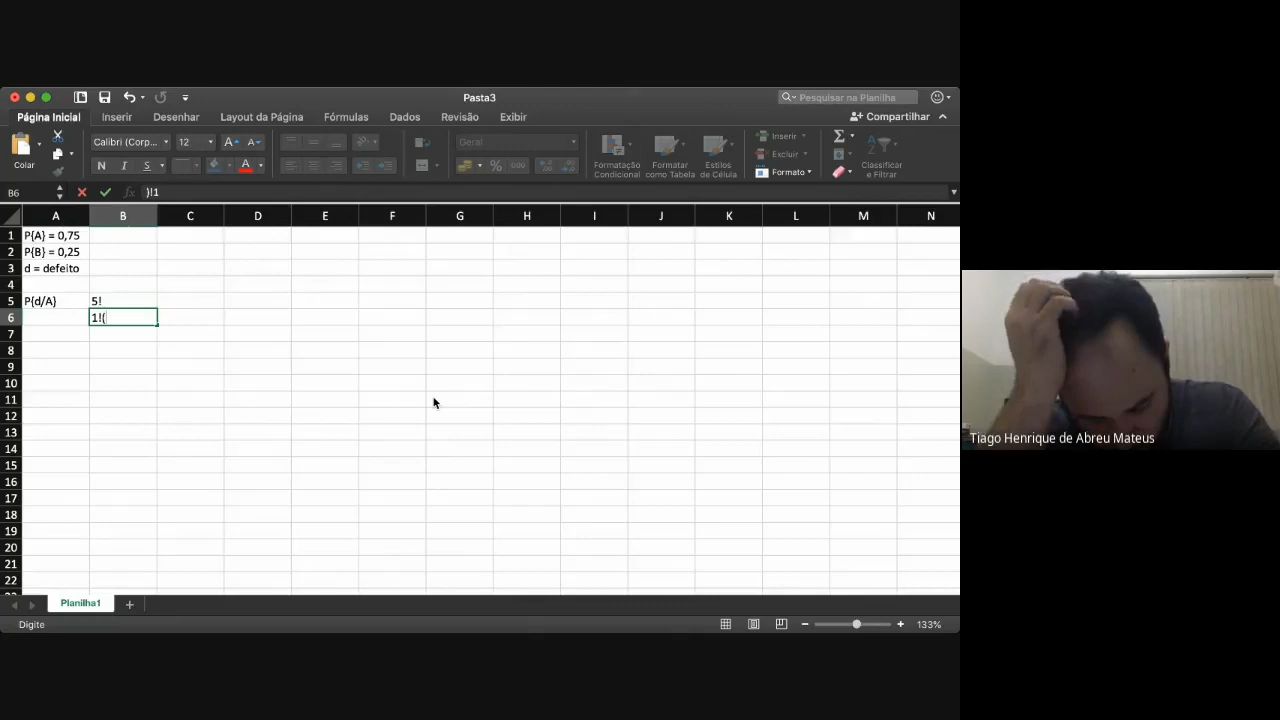 Pasta3
Pesquisar na Planilha
Página Inicial
Inserir
Desenhar
Layout da Página
Fórmulas
Dados
Revisão
Exibir
Compartilhar
Colar
Calibri (Corp...
12
A
A
N
I
S
A
Geral
%
000
Formatação
Condicional
Formatar
como Tabela
Estilos
de Célula
Inserir
Excluir
Formato
Σ
Classificar
e Filtrar
B6
fx
)!1
A B C D E F G H I J K L M N
1 P(A) = 0,75
2 P(B) = 0,25
3 d = defeito
4
5 P(d/A) 5!
6 1!(
7
8
9
10
11
12
13
14
15
16
17
18
19
20
21
22
Planilha1
Digite
133%
Tiago Henrique de Abreu Mateus